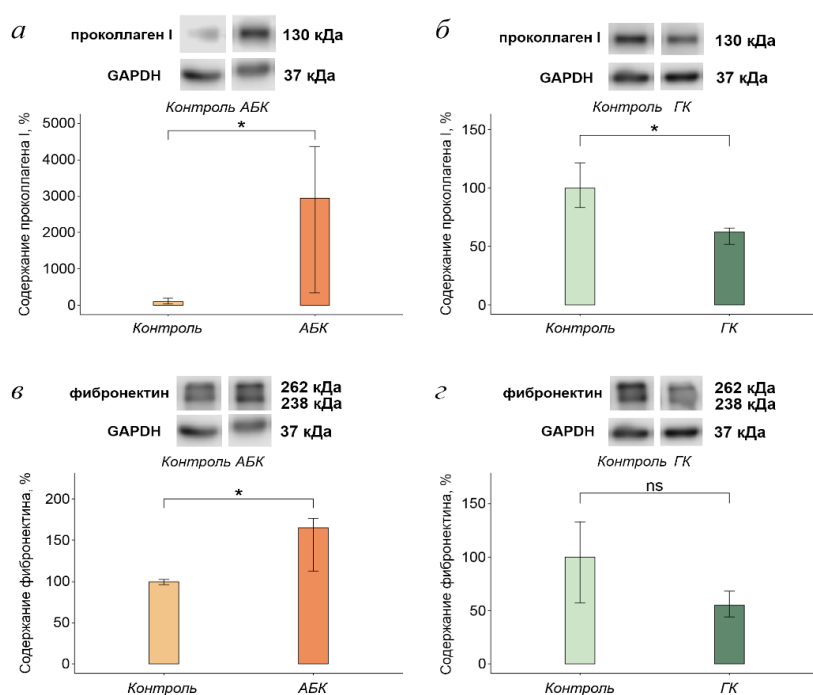 а
проколлаген I
130 кДа
GAPDH
37 кДа
Контроль АБК
Содержание проколлагена I, %
5000
4000
3000
2000
1000
0
*
Контроль
АБК
б
проколлаген I
130 кДа
GAPDH
37 кДа
Контроль ГК
Содержание проколлагена I, %
150
100
50
0
*
Контроль
ГК
в
фибронектин
262 кДа
238 кДа
GAPDH
37 кДа
Контроль АБК
Содержание фибронектина, %
200
150
100
50
0
*
Контроль
АБК
г
фибронектин
262 кДа
238 кДа
GAPDH
37 кДа
Контроль ГК
Содержание фибронектина, %
150
100
50
0
ns
Контроль
ГК